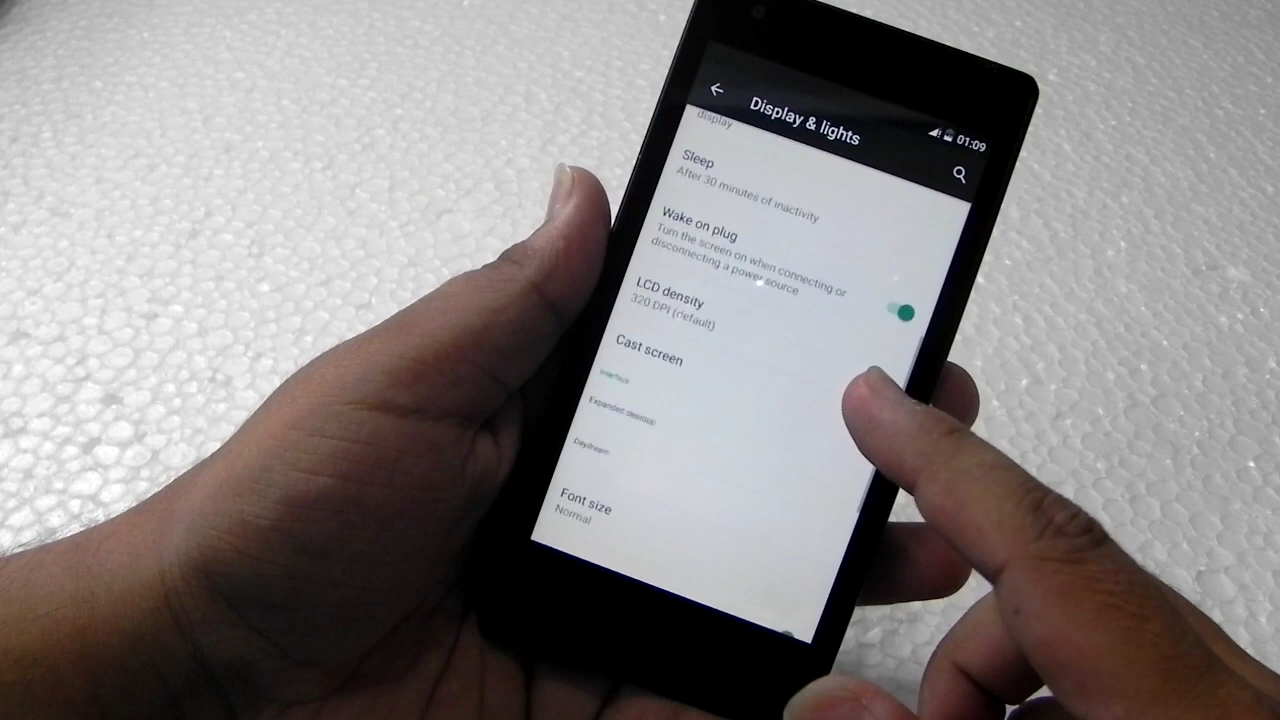 Display & lights
01:09
display
Sleep
After 30 minutes of inactivity
Wake on plug
Turn the screen on when connecting or
disconnecting a power source
LCD density
320 DPI (default)
Cast screen
Interface
Expanded desktop
Daydream
Font size
Normal